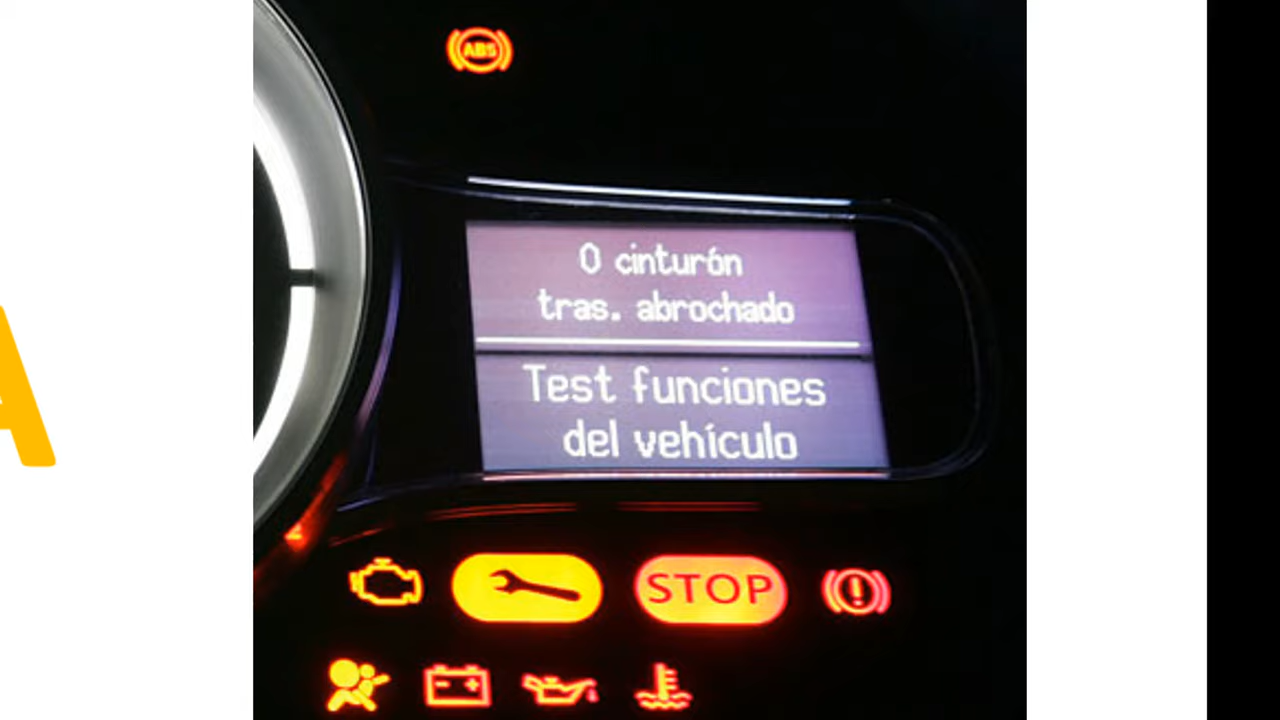 ABS
0 cinturón
tras. abrochado
Test funciones
del vehículo
STOP
A